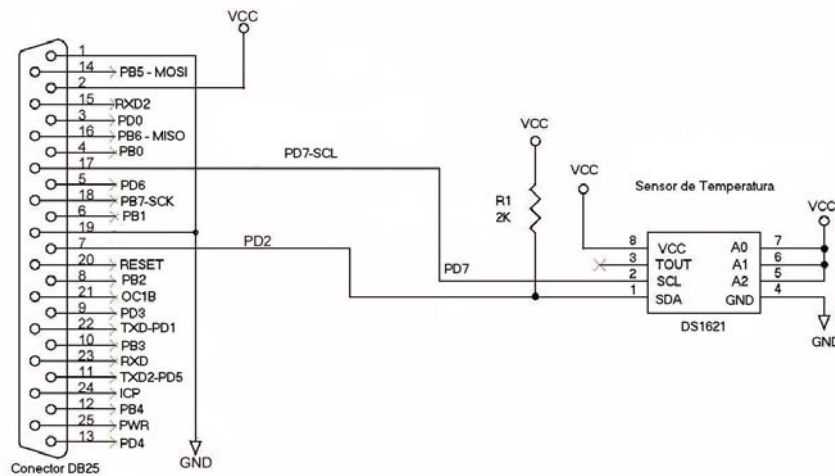 VCC
1
14 PB5 - MOSI
2
15 RXD2
3 PD0
16 PB6 - MISO
4 PB0
17
PD7-SCL
5 PD6
18 PB7-SCK
6 PB1
19
7
PD2
20 RESET
8 PB2
21 OC1B
9 PD3
22 TXD-PD1
10 PB3
23 RXD
11 TXD2-PD5
24 ICP
12 PB4
25 PWR
13 PD4
Conector DB25
GND
VCC
R1
2K
PD7
VCC
Sensor de Temperatura
VCC
8 VCC A0 7
3 TOUT A1 6
2 SCL A2 5
1 SDA GND 4
DS1621
GND